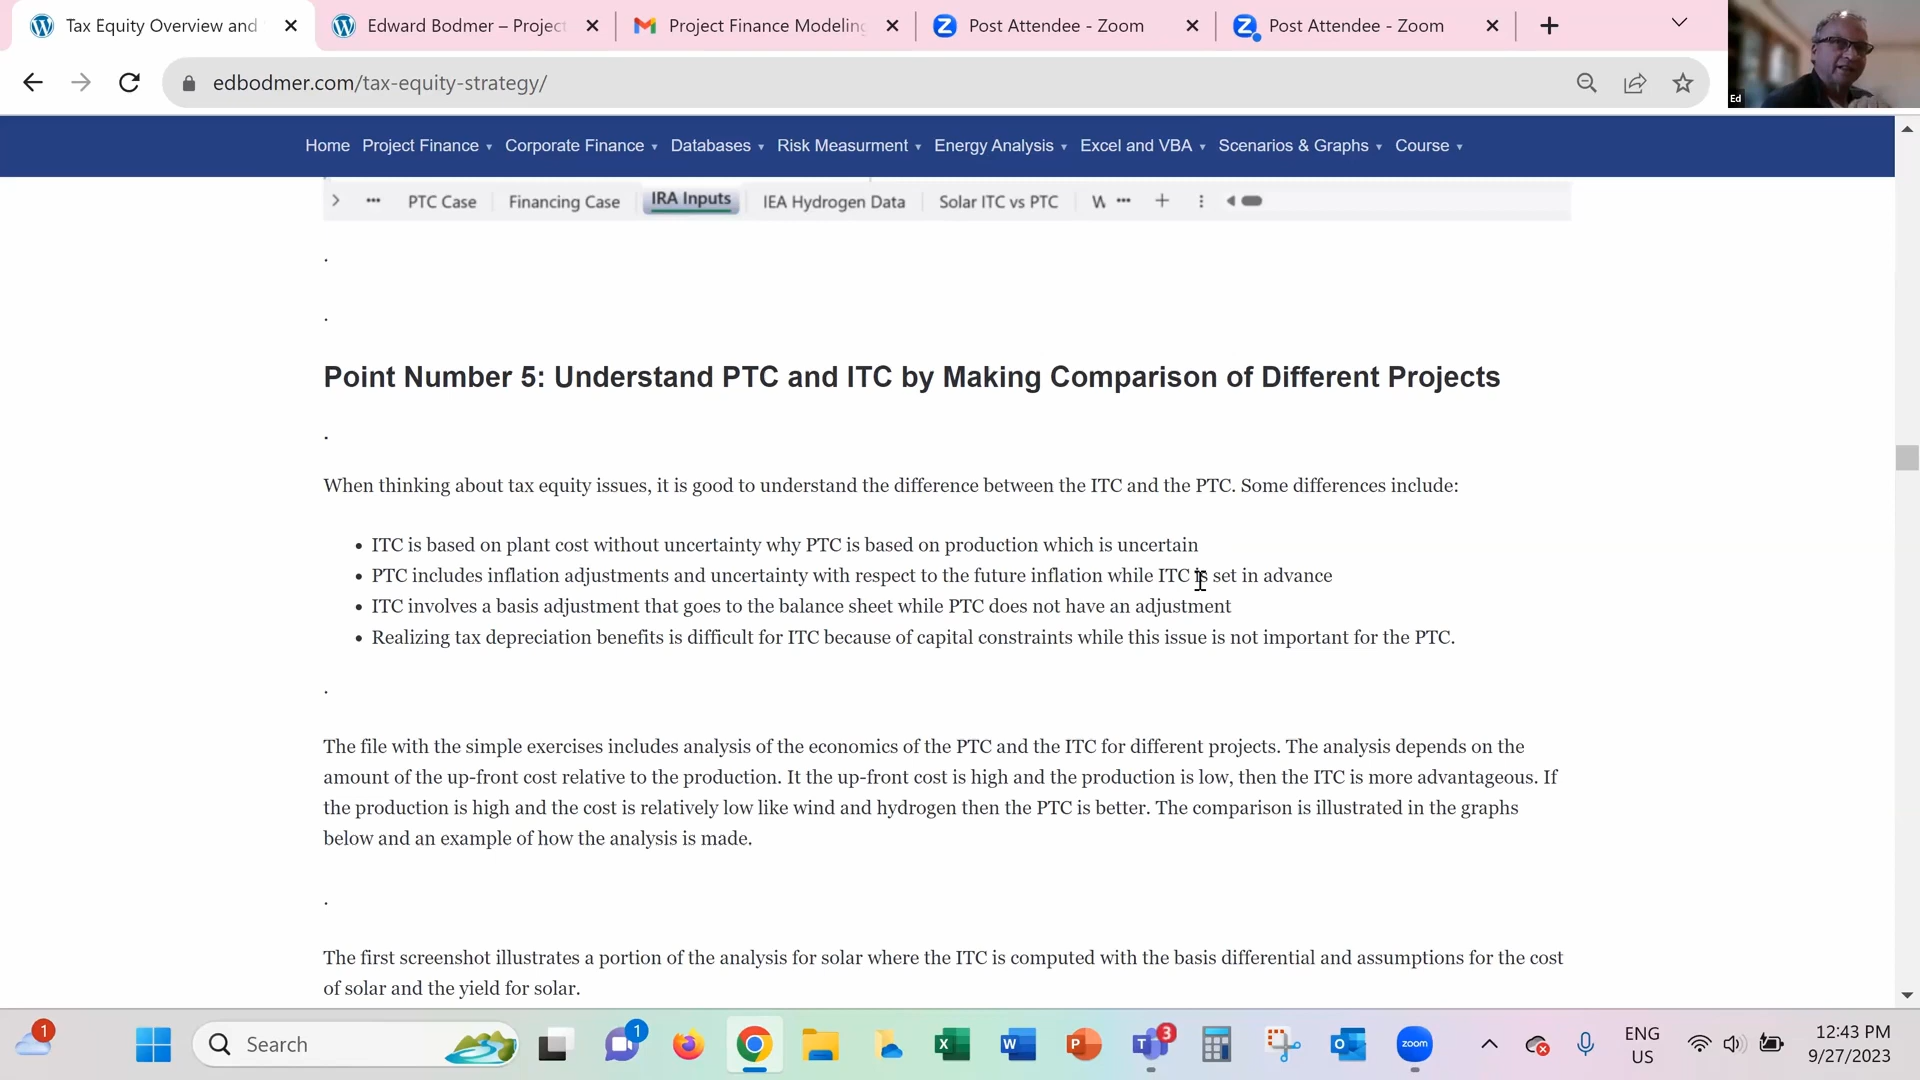 Tax Equity Overview and
Edward Bodmer – Project
Project Finance Modeling
Post Attendee - Zoom
Post Attendee - Zoom
edbodmer.com/tax-equity-strategy/
Ed
Home Project Finance Corporate Finance Databases Risk Measurment Energy Analysis Excel and VBA Scenarios & Graphs Course
PTC Case Financing Case IRA Inputs IEA Hydrogen Data Solar ITC vs PTC W
.
.
Point Number 5: Understand PTC and ITC by Making Comparison of Different Projects
.
When thinking about tax equity issues, it is good to understand the difference between the ITC and the PTC. Some differences include:
• ITC is based on plant cost without uncertainty why PTC is based on production which is uncertain
• PTC includes inflation adjustments and uncertainty with respect to the future inflation while ITC is set in advance
• ITC involves a basis adjustment that goes to the balance sheet while PTC does not have an adjustment
• Realizing tax depreciation benefits is difficult for ITC because of capital constraints while this issue is not important for the PTC.
.
The file with the simple exercises includes analysis of the economics of the PTC and the ITC for different projects. The analysis depends on the
amount of the up-front cost relative to the production. It the up-front cost is high and the production is low, then the ITC is more advantageous. If
the production is high and the cost is relatively low like wind and hydrogen then the PTC is better. The comparison is illustrated in the graphs
below and an example of how the analysis is made.
.
The first screenshot illustrates a portion of the analysis for solar where the ITC is computed with the basis differential and assumptions for the cost
of solar and the yield for solar.
1
Search
1
3
zoom
ENG
US
12:43 PM
9/27/2023